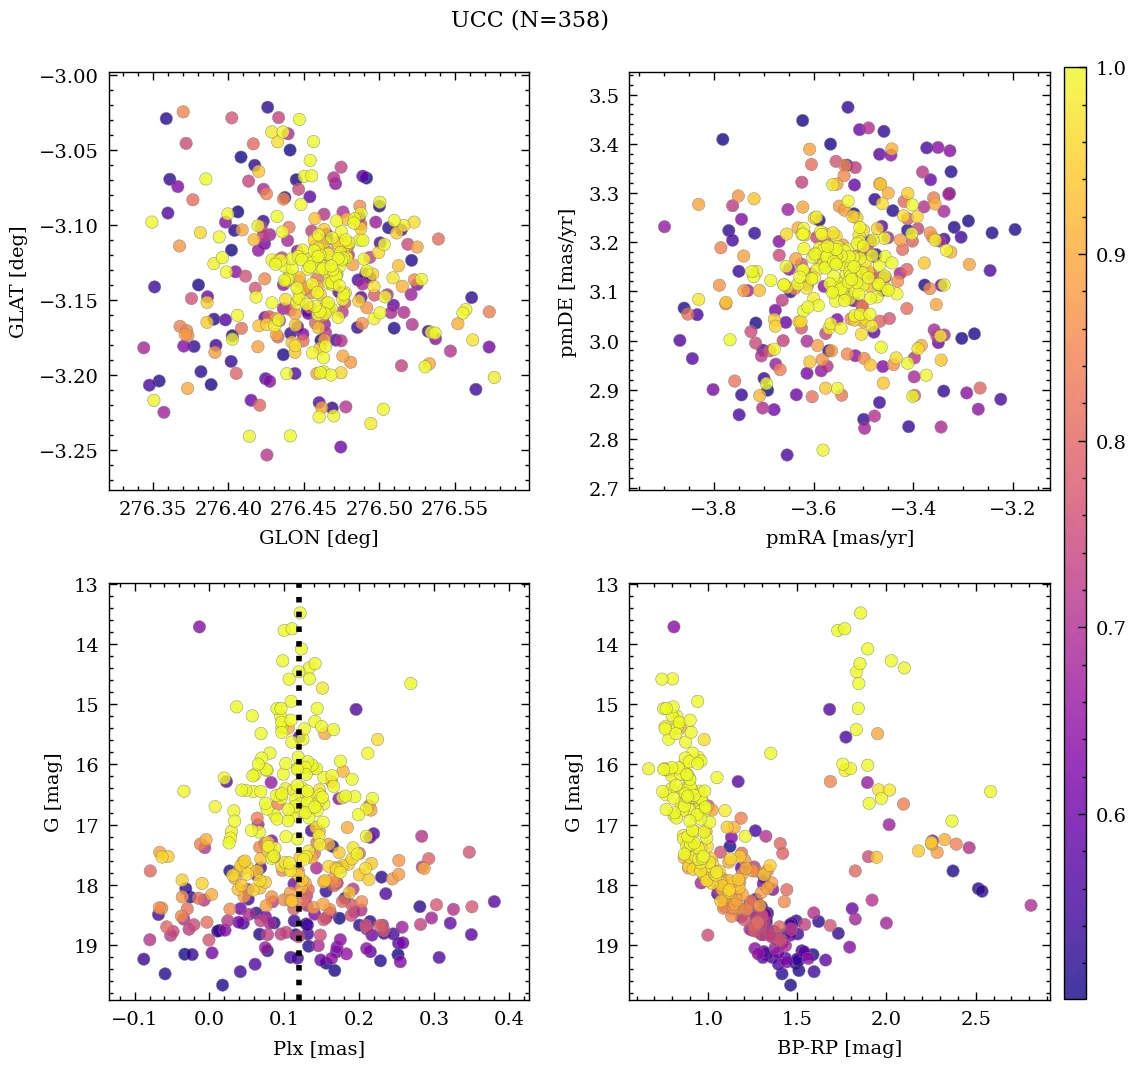 UCC (N=358)
−3.00
−3.05
−3.10
−3.15
−3.20
−3.25
GLAT [deg]
276.35 276.40 276.45 276.50 276.55
GLON [deg]
3.5
3.4
3.3
3.2
3.1
3.0
2.9
2.8
2.7
pmDE [mas/yr]
−3.8 −3.6 −3.4 −3.2
pmRA [mas/yr]
13
14
15
16
17
18
19
G [mag]
−0.1 0.0 0.1 0.2 0.3 0.4
Plx [mas]
13
14
15
16
17
18
19
G [mag]
1.0 1.5 2.0 2.5
BP-RP [mag]
1.0
0.9
0.8
0.7
0.6